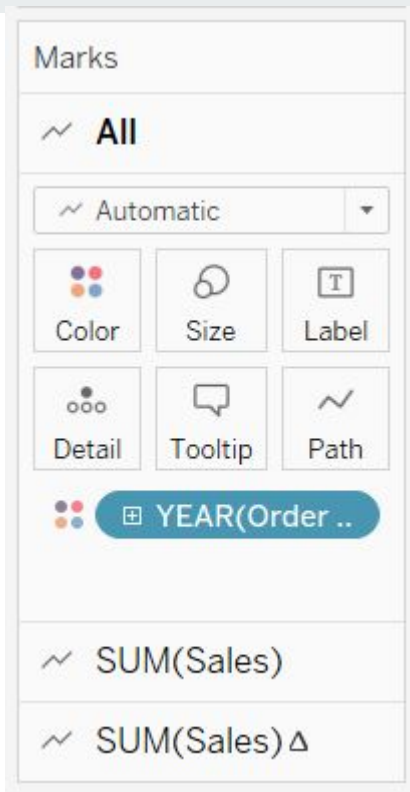 Marks
All
Automatic
Color Size Label
Detail Tooltip Path
YEAR(Order ..
SUM(Sales)
SUM(Sales) Δ